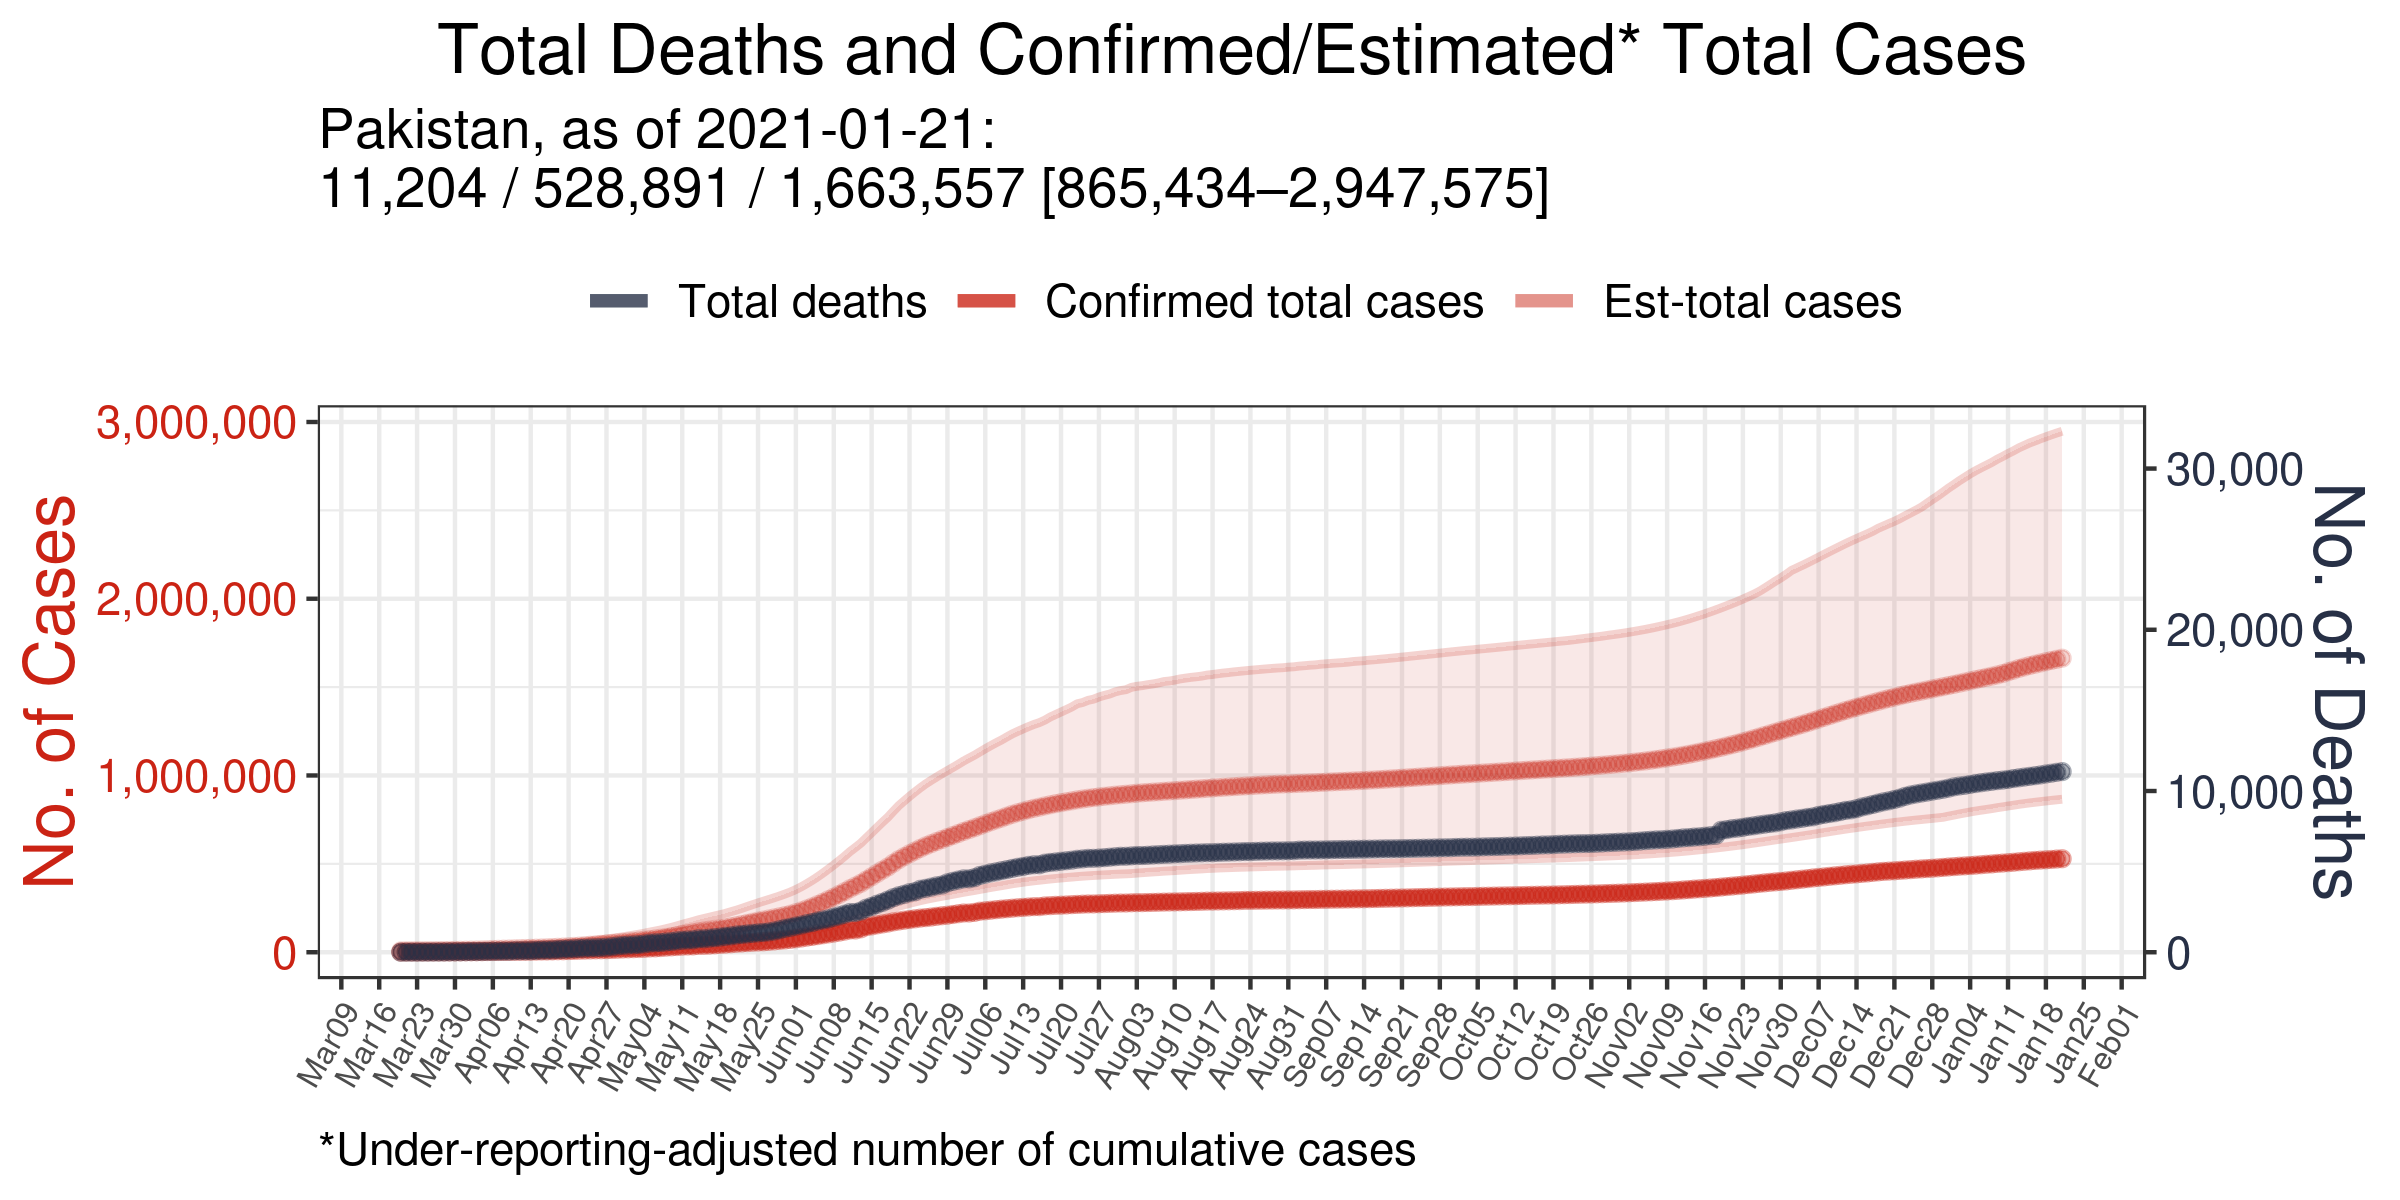 Total Deaths and Confirmed/Estimated* Total Cases
Pakistan, as of 2021-01-21:
11,204 / 528,891 / 1,663,557 [865,434–2,947,575]
Total deaths
Confirmed total cases
Est-total cases
No. of Cases
3,000,000
2,000,000
1,000,000
0
30,000
20,000
10,000
0
No. of Deaths
Mar09
Mar16
Mar23
Mar30
Apr06
Apr13
Apr20
Apr27
May04
May11
May18
May25
Jun01
Jun08
Jun15
Jun22
Jun29
Jul06
Jul13
Jul20
Jul27
Aug03
Aug10
Aug17
Aug24
Aug31
Sep07
Sep14
Sep21
Sep28
Oct05
Oct12
Oct19
Oct26
Nov02
Nov09
Nov16
Nov23
Nov30
Dec07
Dec14
Dec21
Dec28
Jan04
Jan11
Jan18
Jan25
Feb01
*Under-reporting-adjusted number of cumulative cases